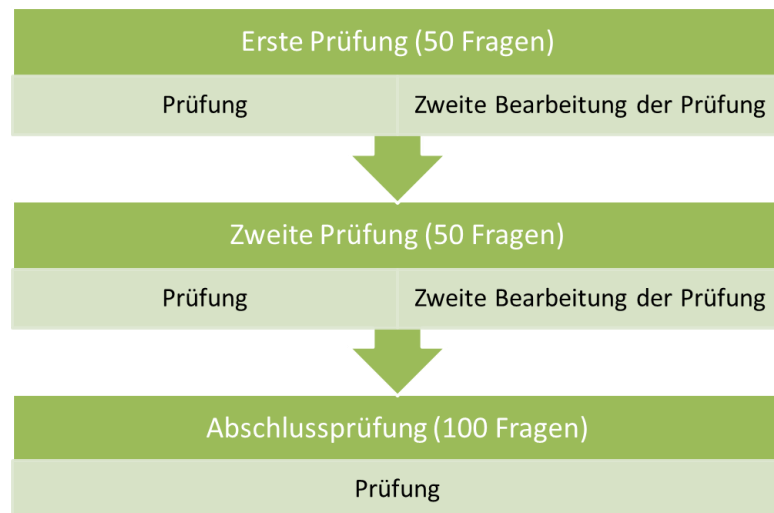 Erste Prüfung (50 Fragen)
Prüfung
Zweite Bearbeitung der Prüfung
Zweite Prüfung (50 Fragen)
Prüfung
Zweite Bearbeitung der Prüfung
Abschlussprüfung (100 Fragen)
Prüfung